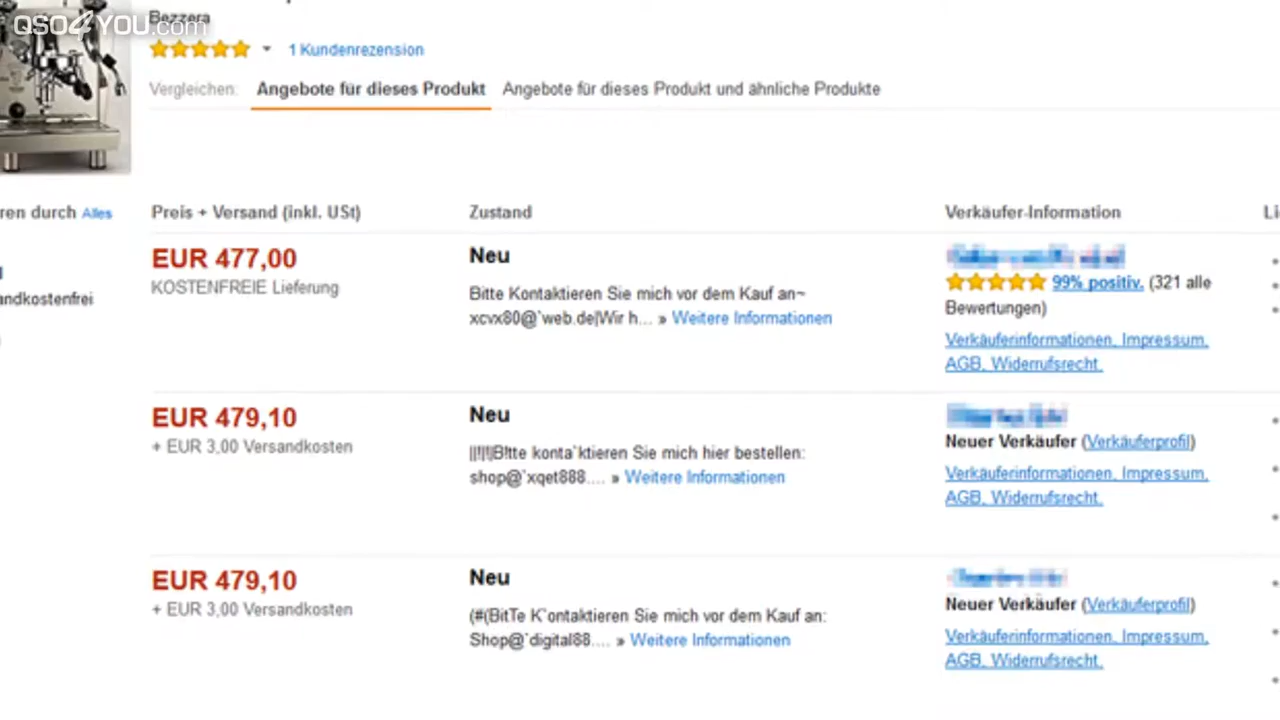 QSO4YOU.com
Bezzera
1 Kundenrezension
Vergleichen: Angebote für dieses Produkt Angebote für dieses Produkt und ähnliche Produkte
ren durch Alles
Preis + Versand (inkl. USt) Zustand Verkäufer-Information
EUR 477,00 Neu
KOSTENFREIE Lieferung
andkostenfrei
Bitte Kontaktieren Sie mich vor dem Kauf an~
xcvx80@`web.de|Wir h... » Weitere Informationen
99% positiv. (321 alle
Bewertungen)
Verkäuferinformationen, Impressum,
AGB, Widerrufsrecht.
EUR 479,10 Neu
+ EUR 3,00 Versandkosten
||!|!|B!tte konta`ktieren Sie mich hier bestellen:
shop@`xqet888.... » Weitere Informationen
Neuer Verkäufer (Verkäuferprofil)
Verkäuferinformationen, Impressum,
AGB, Widerrufsrecht.
EUR 479,10 Neu
+ EUR 3,00 Versandkosten
(#(BitTe K`ontaktieren Sie mich vor dem Kauf an:
Shop@`digital88.... » Weitere Informationen
Neuer Verkäufer (Verkäuferprofil)
Verkäuferinformationen, Impressum,
AGB, Widerrufsrecht.